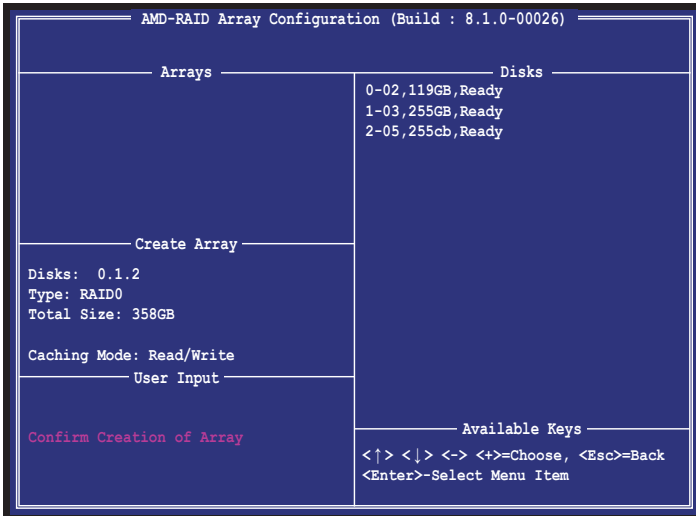 AMD-RAID Array Configuration (Build : 8.1.0-00026)
Arrays
Create Array
Disks:  0.1.2
Type: RAID0
Total Size: 358GB
Caching Mode: Read/Write
User Input
Confirm Creation of Array
Disks
0-02,119GB,Ready
1-03,255GB,Ready
2-05,255cb,Ready
Available Keys
<↑> <↓> <-> <+>=Choose, <Esc>=Back
<Enter>-Select Menu Item